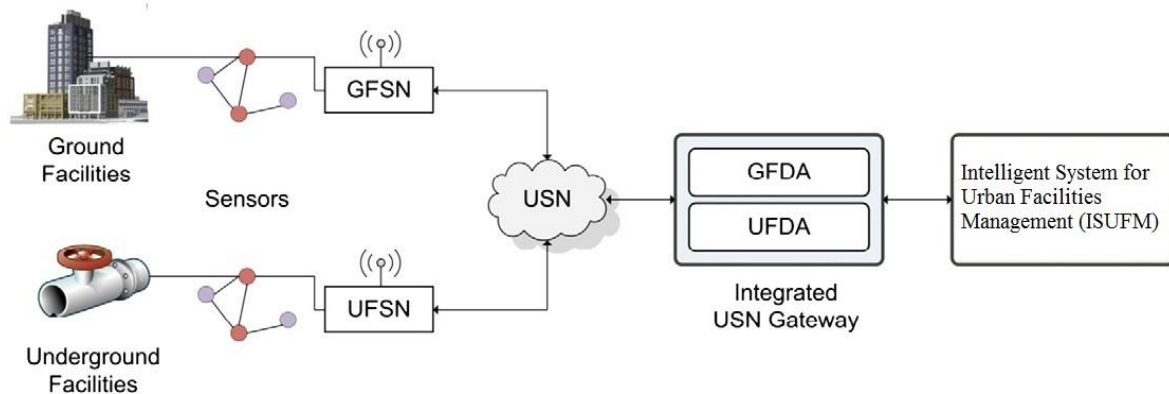 Ground
Facilities
Sensors
Underground
Facilities
GFSN
UFSN
USN
GFDA
UFDA
Integrated
USN Gateway
Intelligent System for
Urban Facilities
Management (ISUFM)